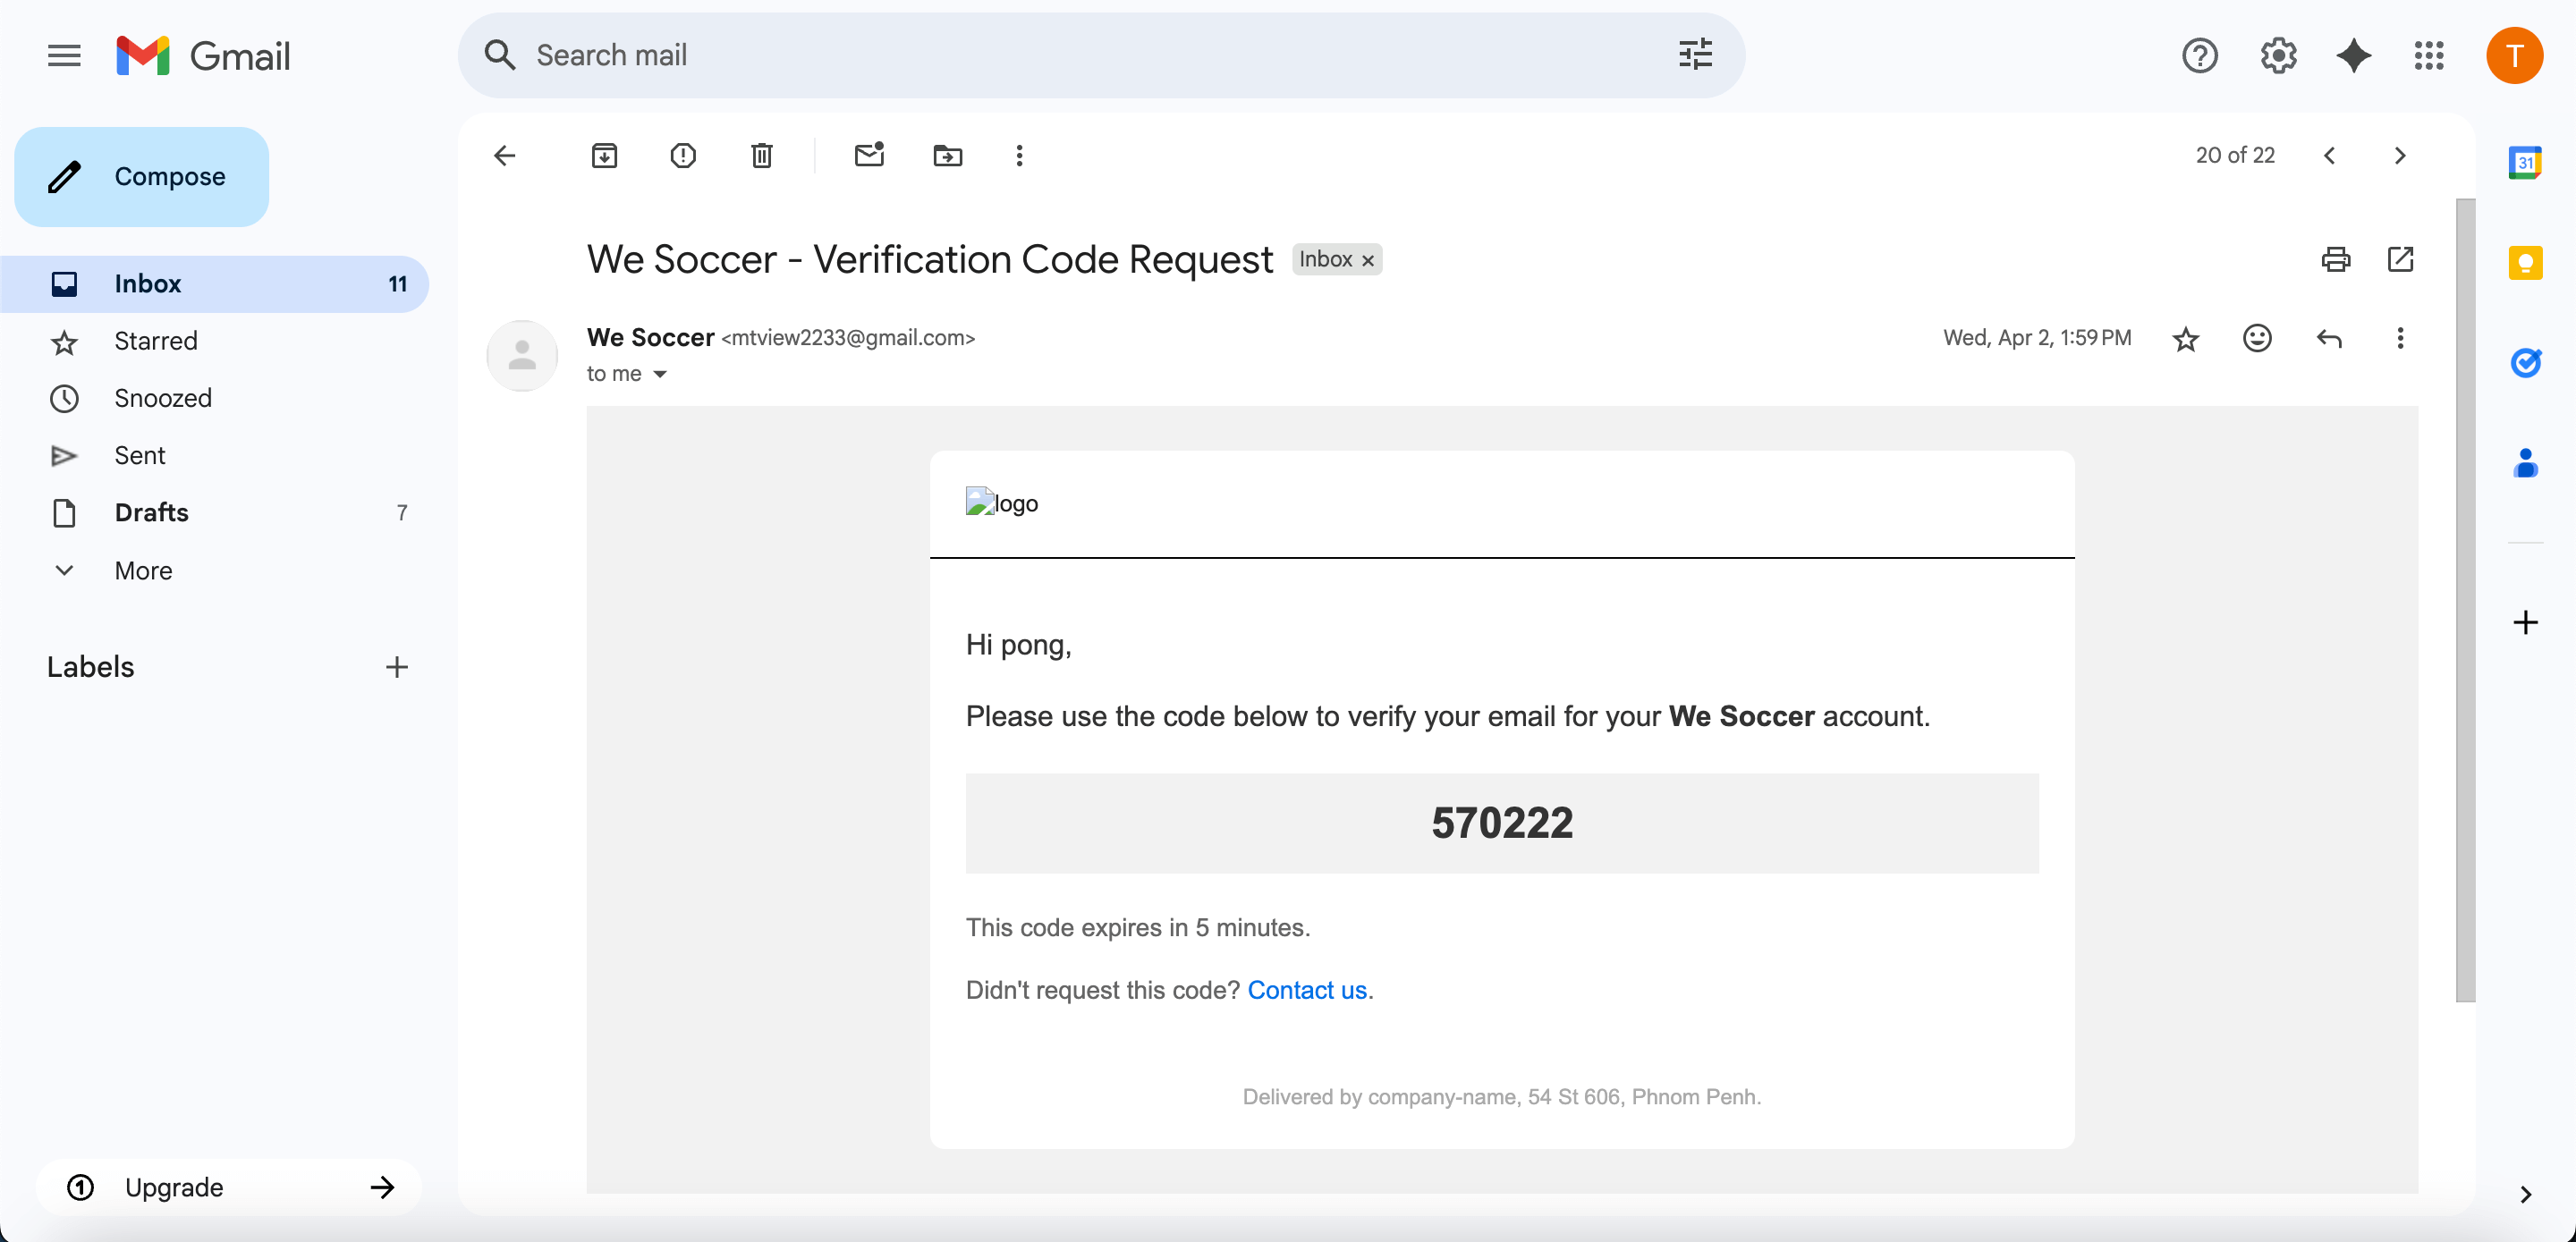 Gmail
Search mail
T
Compose
20 of 22
31
We Soccer - Verification Code Request Inbox ×
Inbox 11
Starred
We Soccer <mtview2233@gmail.com> Wed, Apr 2, 1:59 PM
to me
Snoozed
Sent
Drafts 7
More
Labels
logo
Hi pong,
Please use the code below to verify your email for your We Soccer account.
570222
This code expires in 5 minutes.
Didn't request this code? Contact us.
Delivered by company-name, 54 St 606, Phnom Penh.
1 Upgrade